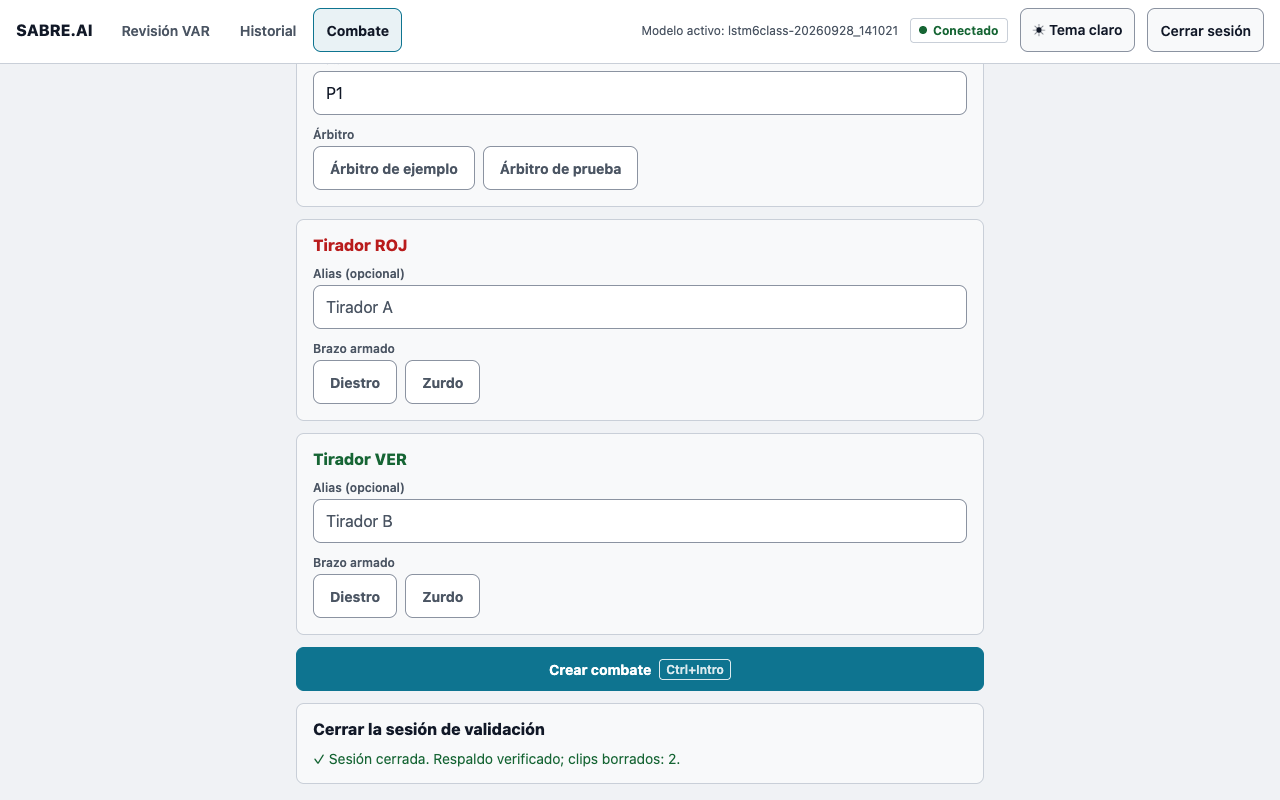 SABRE.AI
Revisión VAR
Historial
Combate
Modelo activo: lstm6class-20260928_141021
Conectado
☀ Tema claro
Cerrar sesión
P1
Árbitro
Árbitro de ejemplo
Árbitro de prueba
Tirador ROJ
Alias (opcional)
Tirador A
Brazo armado
Diestro
Zurdo
Tirador VER
Alias (opcional)
Tirador B
Brazo armado
Diestro
Zurdo
Crear combate Ctrl+Intro
Cerrar la sesión de validación
✓ Sesión cerrada. Respaldo verificado; clips borrados: 2.